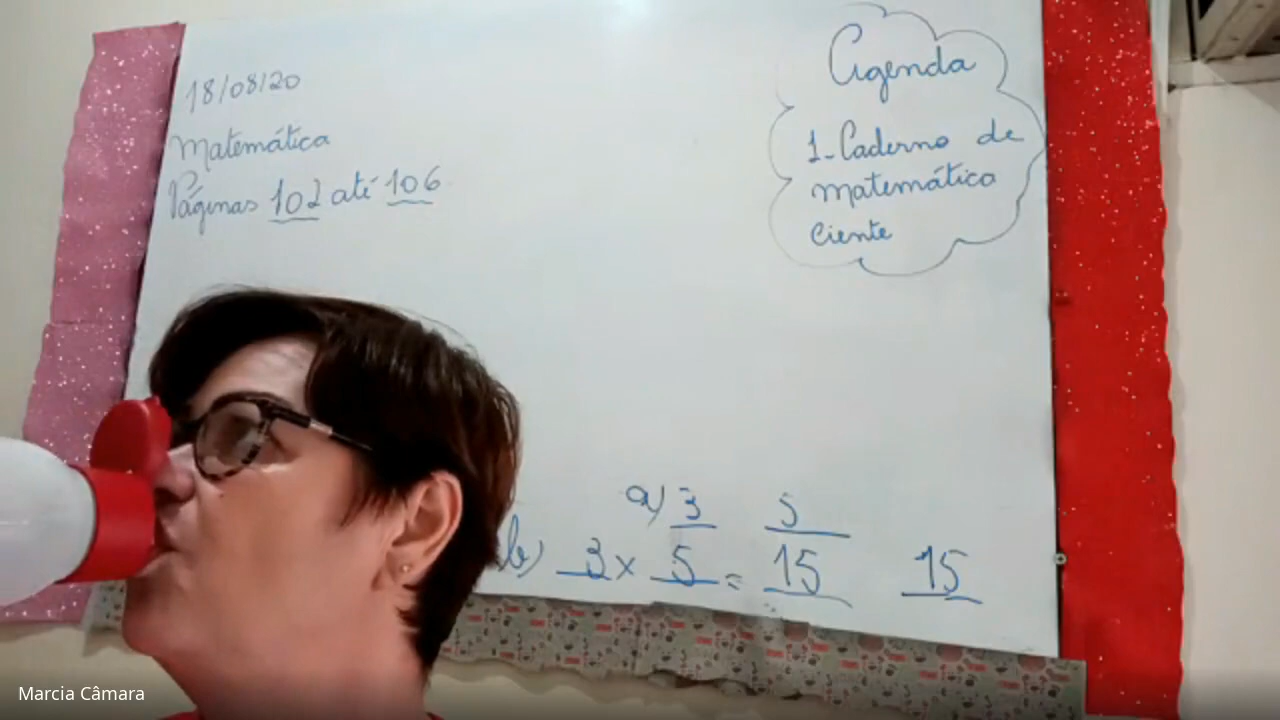 18/08/20
Matemática
Páginas 102 até 106
Agenda
1-Caderno de
matemática
Ciente
a) 3 5
b) 3 x 5 = 15 15
Marcia Câmara